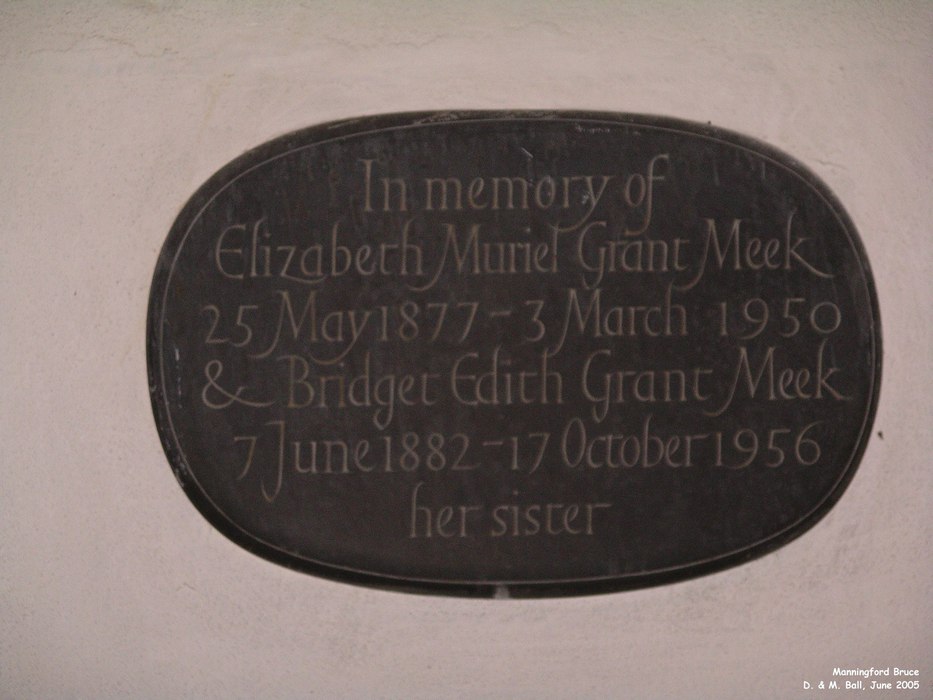 In memory of
Elizabeth Muriel Grant Meek
25 May 1877 - 3 March 1950
& Bridget Edith Grant Meek
7 June 1882 - 17 October 1956
her sister
Manningford Bruce
D. & M. Ball, June 2005